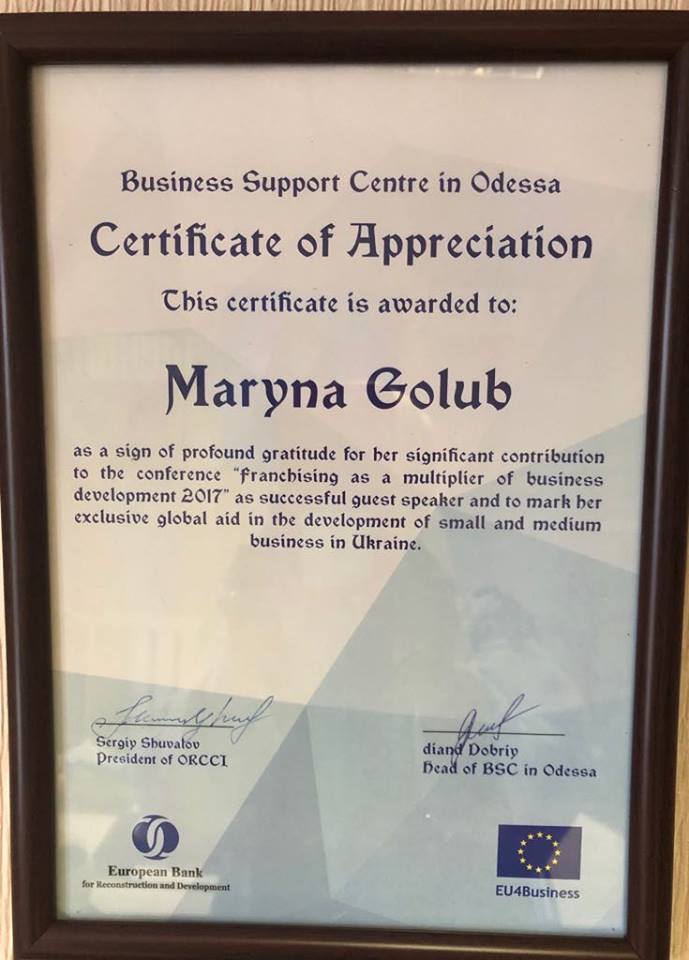 Business Support Centre in Odessa
Certificate of Appreciation
This certificate is awarded to:
Maryna Golub
as a sign of profound gratitude for her significant contribution
to the conference "franchising as a multiplier of business
development 2017" as successful guest speaker and to mark her
exclusive global aid in the development of small and medium
business in Ukraine.
Sergiy Shuvalov
President of ORCCI
diand Dobriy
Head of BSC in Odessa
European Bank
for Reconstruction and Development
EU4Business